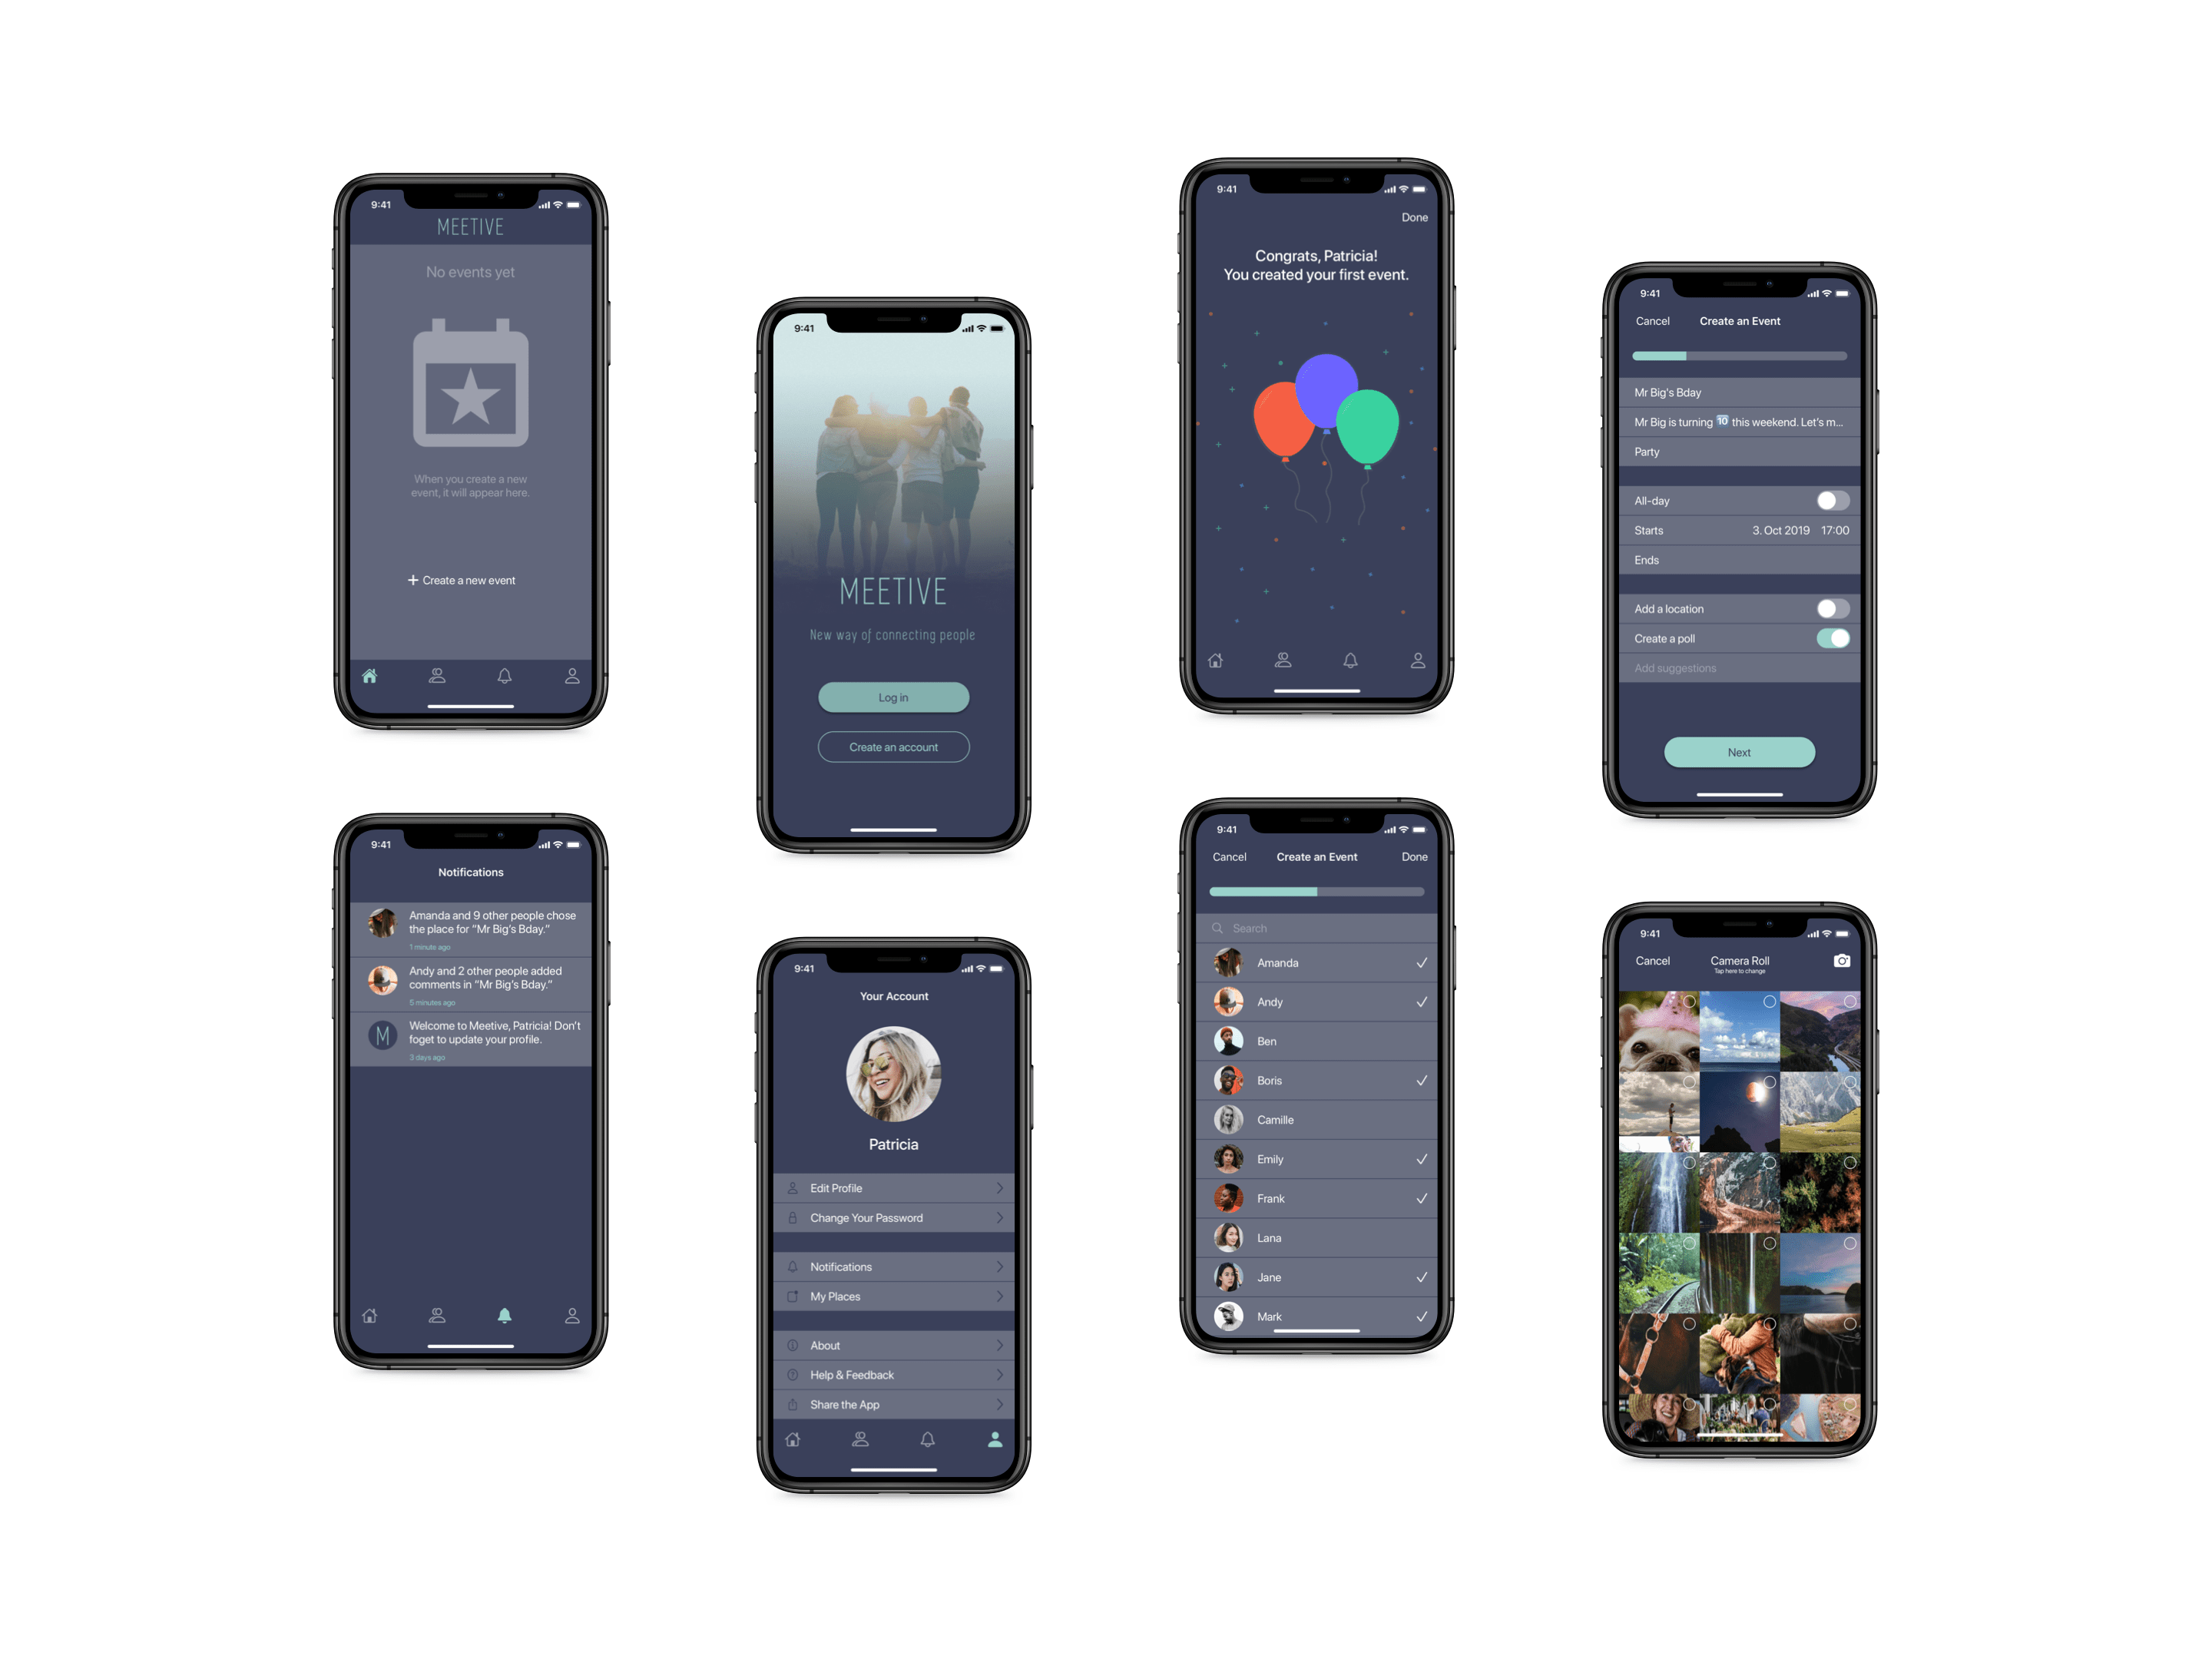 9:41
MEETIVE
No events yet
When you create a new
event, it will appear here.
+ Create a new event
9:41
MEETIVE
New way of connecting people
Log in
Create an account
9:41
Done
Congrats, Patricia!
You created your first event.
9:41
Cancel Create an Event
Mr Big's Bday
Mr Big is turning 🔟 this weekend. Let's m...
Party
All-day
Starts 3. Oct 2019 17:00
Ends
Add a location
Create a poll
Add suggestions
Next
9:41
Notifications
Amanda and 9 other people chose
the place for "Mr Big's Bday."
1 minute ago
Andy and 2 other people added
comments in "Mr Big's Bday."
5 minutes ago
M
Welcome to Meetive, Patricia! Don't
foget to update your profile.
3 days ago
9:41
Your Account
Patricia
Edit Profile
Change Your Password
Notifications
My Places
About
Help & Feedback
Share the App
9:41
Cancel Create an Event Done
Search
Amanda
Andy
Ben
Boris
Camille
Emily
Frank
Lana
Jane
Mark
9:41
Cancel Camera Roll
Tap here to change